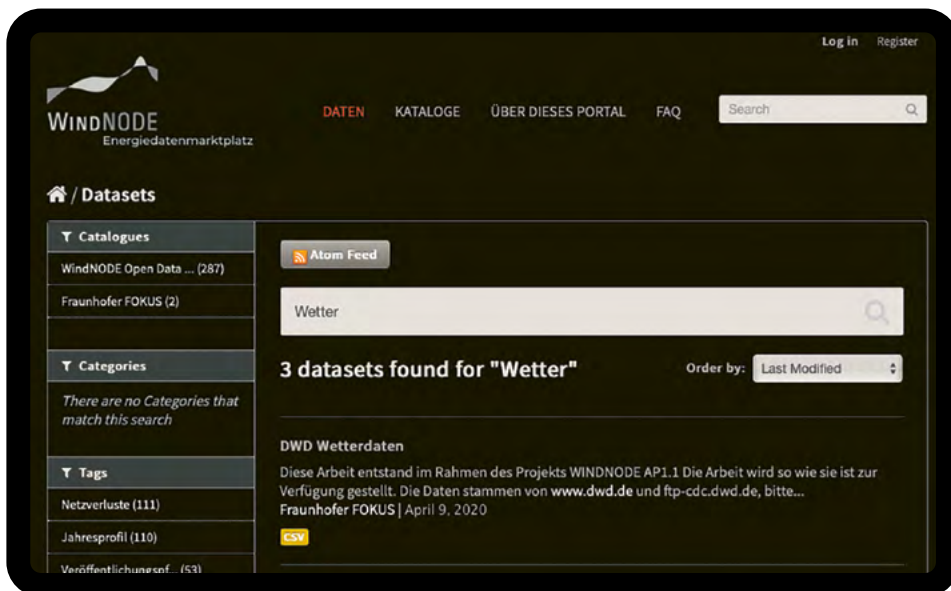 Log in Register
WINDNODE
Energiedatenmarktplatz
DATEN KATALOGE ÜBER DIESES PORTAL FAQ Search
/ Datasets
Catalogues
WindNODE Open Data ... (287)
Fraunhofer FOKUS (2)
Categories
There are no Categories that
match this search
Tags
Netzverluste (111)
Jahresprofil (110)
Veröffentlichungspf... (53)
Atom Feed
Wetter
3 datasets found for "Wetter"
Order by: Last Modified
DWD Wetterdaten
Diese Arbeit entstand im Rahmen des Projekts WINDNODE AP1.1 Die Arbeit wird so wie sie ist zur
Verfügung gestellt. Die Daten stammen von www.dwd.de und ftp-cdc.dwd.de, bitte...
Fraunhofer FOKUS | April 9, 2020
CSV